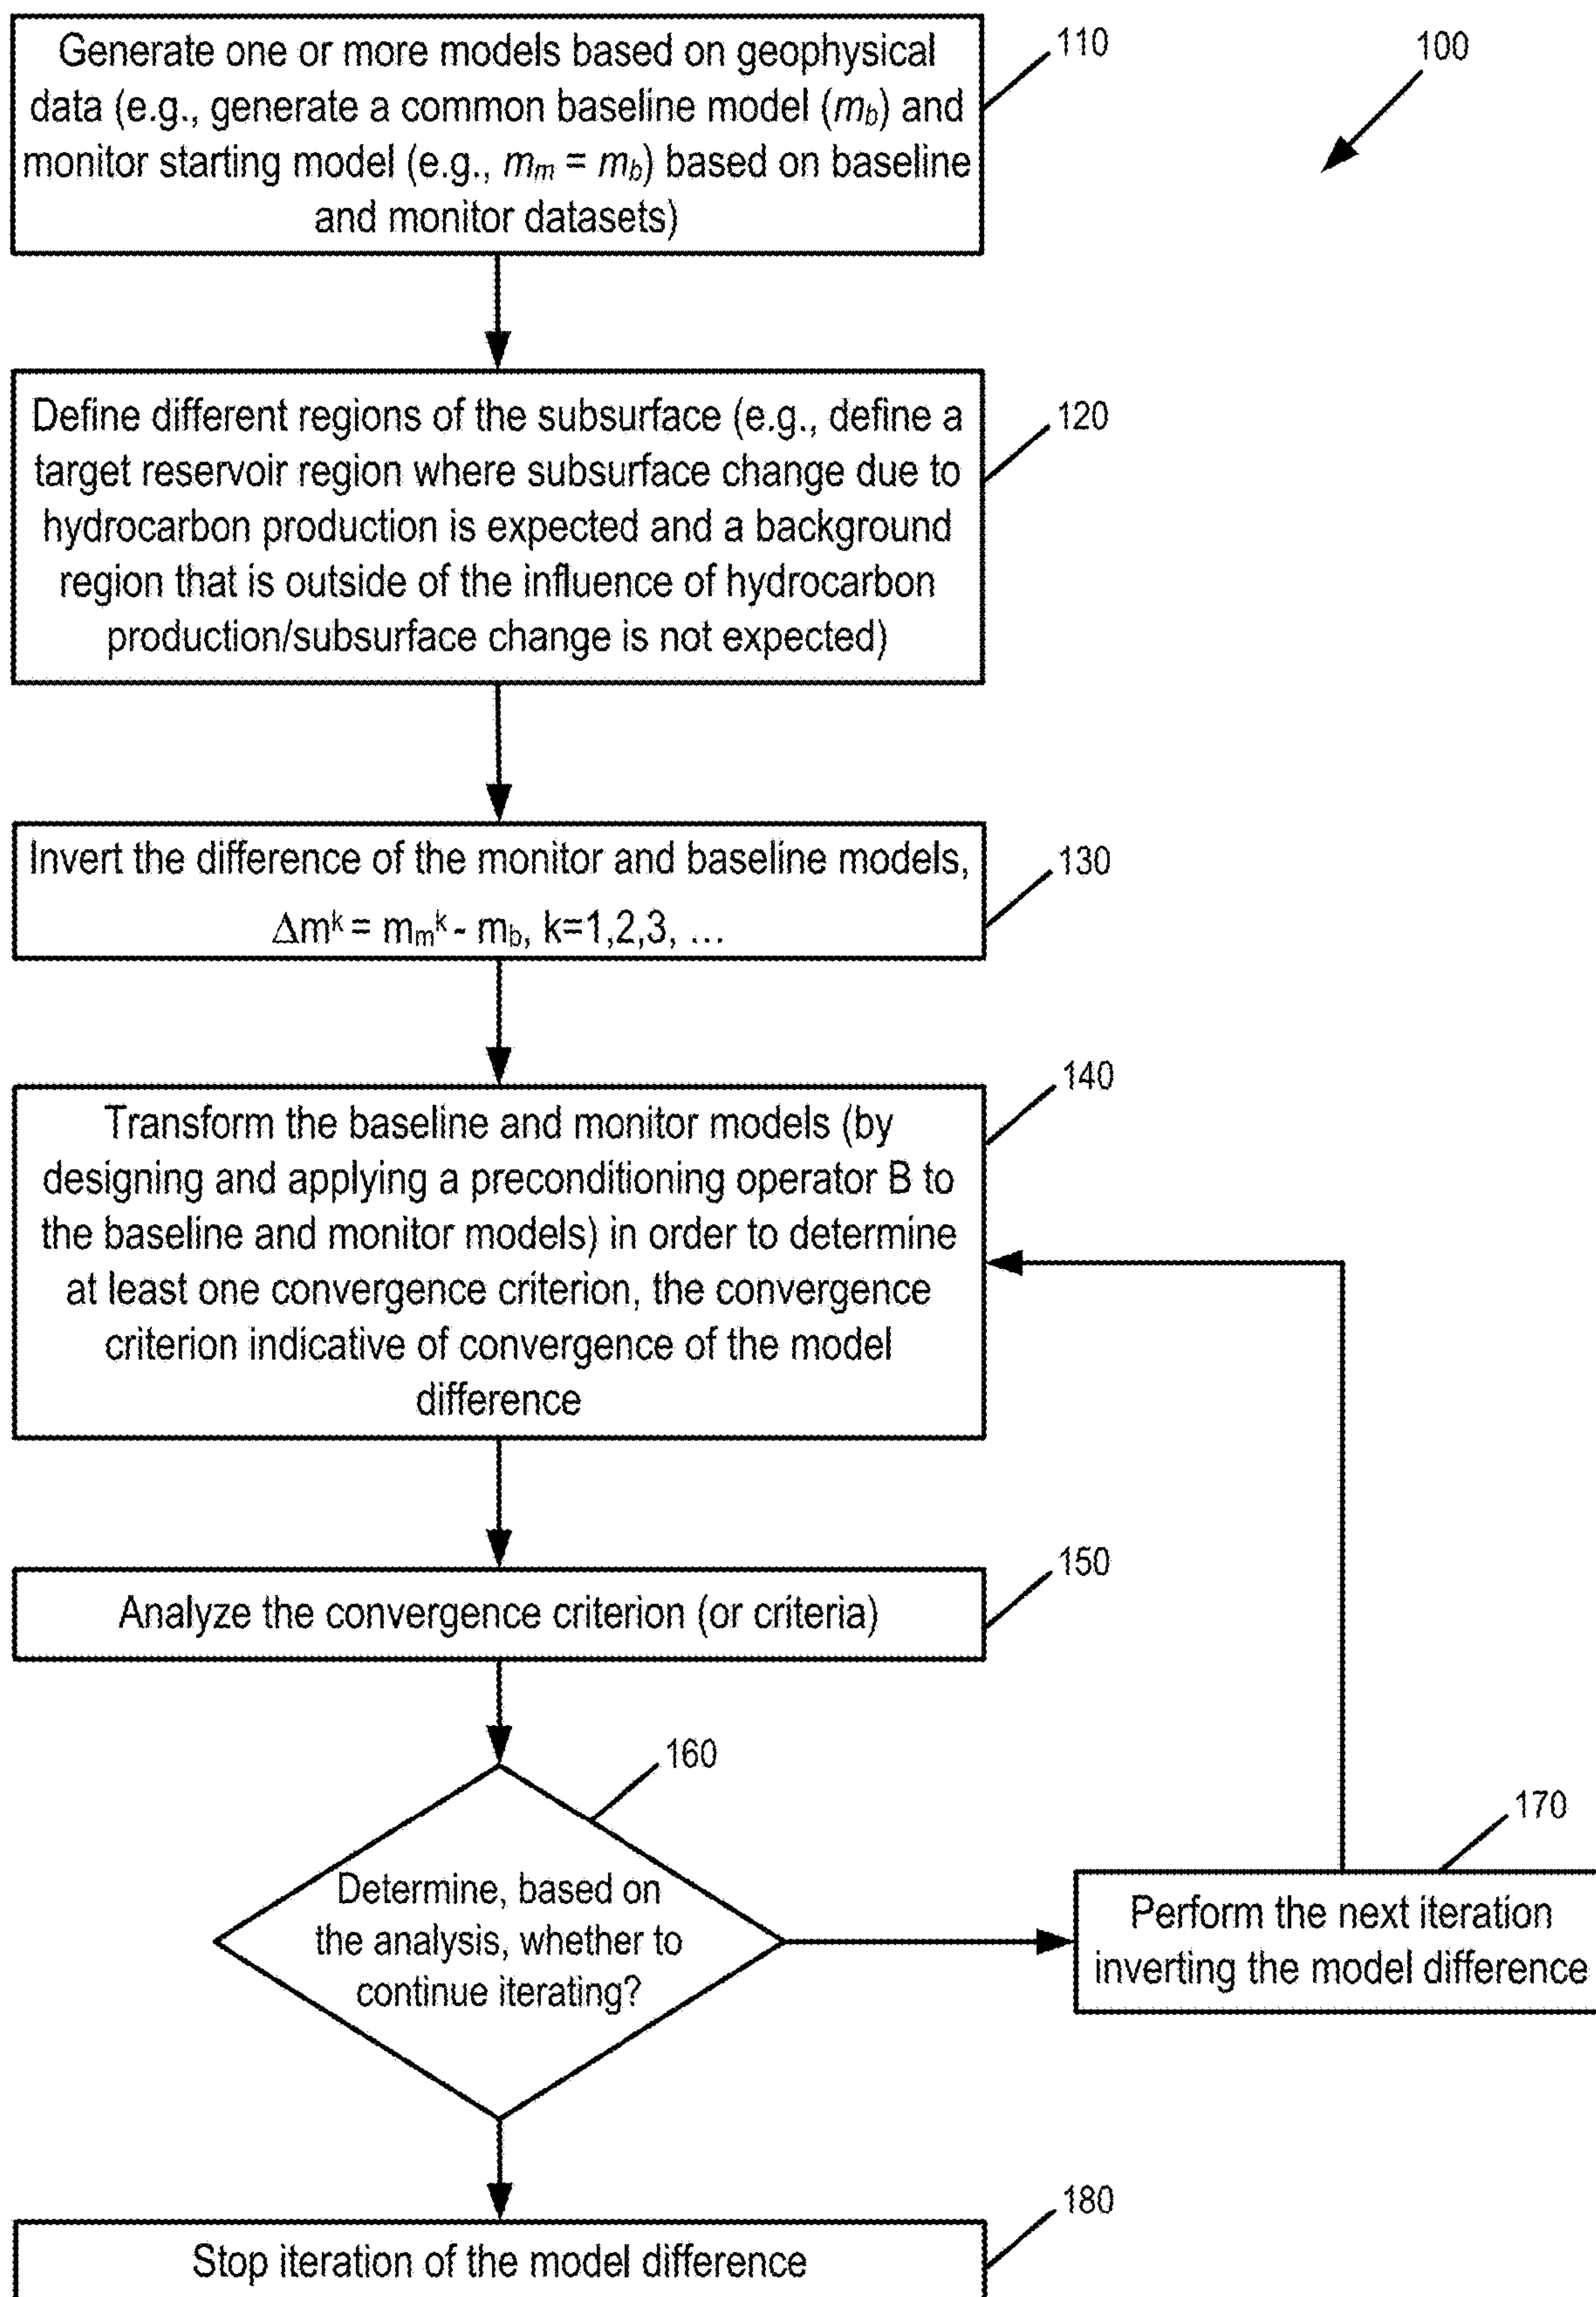 Generate one or more models based on geophysical
data (e.g., generate a common baseline model (m_b) and
monitor starting model (e.g., m_m = m_b) based on baseline
and monitor datasets)
110
100
Define different regions of the subsurface (e.g., define a
target reservoir region where subsurface change due to
hydrocarbon production is expected and a background
region that is outside of the influence of hydrocarbon
production/subsurface change is not expected)
120
Invert the difference of the monitor and baseline models,
Δm^k = m_m^k - m_b, k=1,2,3, ...
130
Transform the baseline and monitor models (by
designing and applying a preconditioning operator B to
the baseline and monitor models) in order to determine
at least one convergence criterion, the convergence
criterion indicative of convergence of the model
difference
140
Analyze the convergence criterion (or criteria)
150
Determine, based on
the analysis, whether to
continue iterating?
160
Perform the next iteration
inverting the model difference
170
Stop iteration of the model difference
180